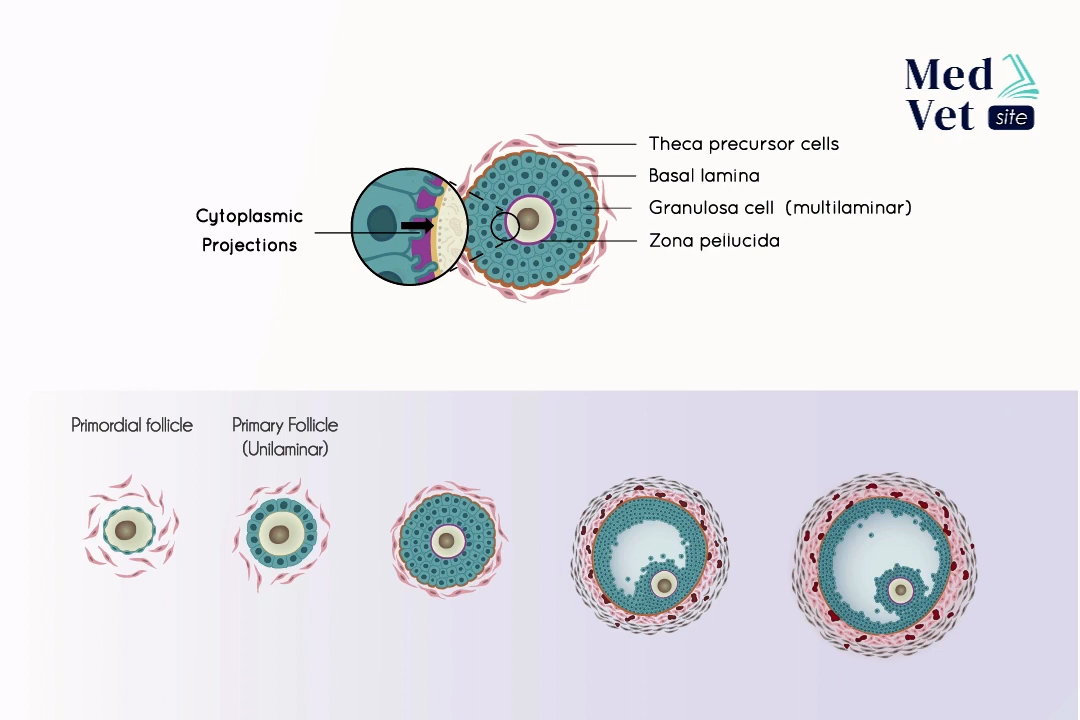 Med
Vet site
Theca precursor cells
Basal lamina
Granulosa cell (multilaminar)
Zona pellucida
Cytoplasmic
Projections
Primordial follicle
Primary Follicle
(Unilaminar)